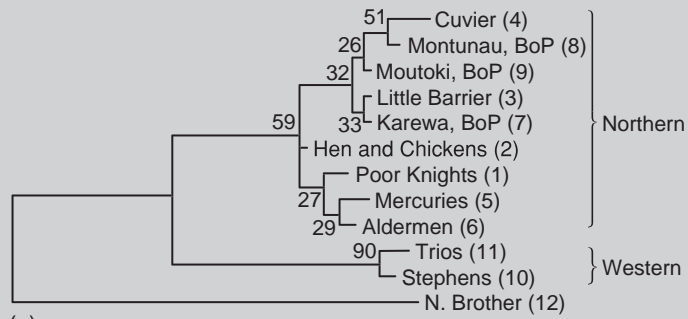 51
Cuvier (4)
26
Montunau, BoP (8)
32
Moutoki, BoP (9)
Little Barrier (3)
59
33
Karewa, BoP (7)
Northern
Hen and Chickens (2)
Poor Knights (1)
27
Mercuries (5)
29
Aldermen (6)
90
Trios (11)
Western
Stephens (10)
N. Brother (12)